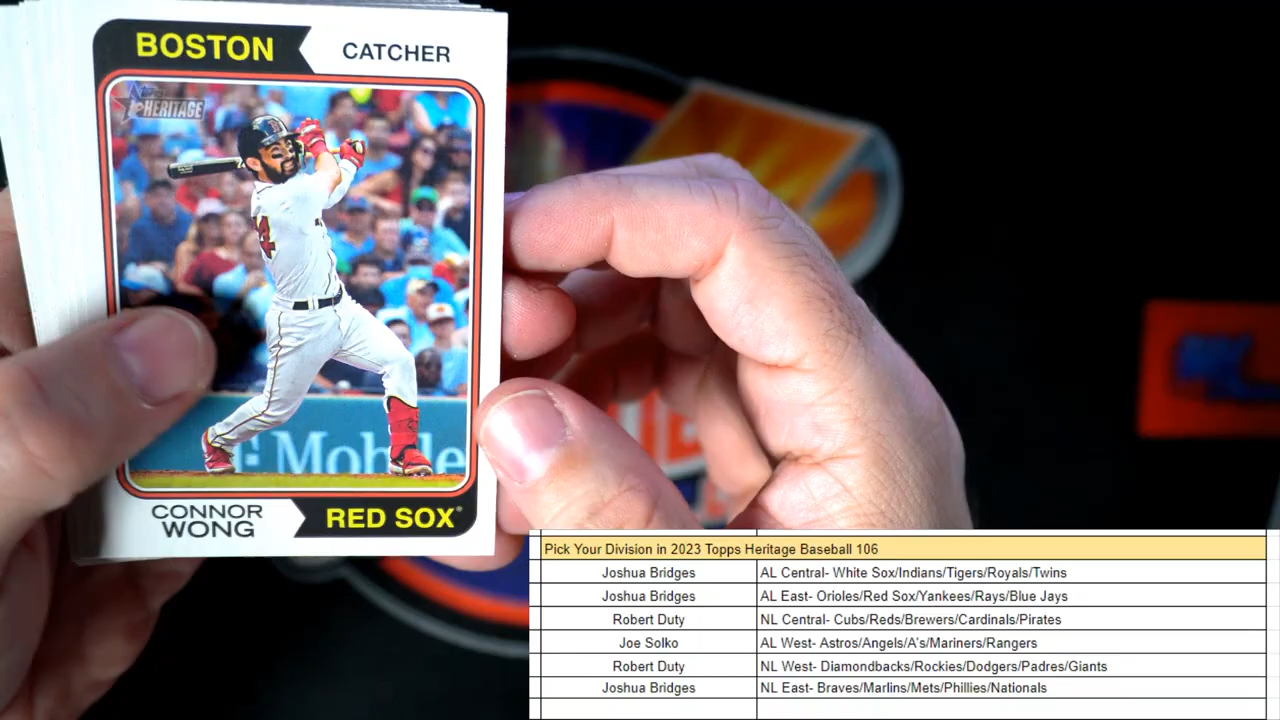 BOSTON
CATCHER
Topps
HERITAGE
4
T Mobile
CONNOR
WONG
RED SOX
Pick Your Division in 2023 Topps Heritage Baseball 106
Joshua Bridges AL Central- White Sox/Indians/Tigers/Royals/Twins
Joshua Bridges AL East- Orioles/Red Sox/Yankees/Rays/Blue Jays
Robert Duty NL Central- Cubs/Reds/Brewers/Cardinals/Pirates
Joe Solko AL West- Astros/Angels/A's/Mariners/Rangers
Robert Duty NL West- Diamondbacks/Rockies/Dodgers/Padres/Giants
Joshua Bridges NL East- Braves/Marlins/Mets/Phillies/Nationals